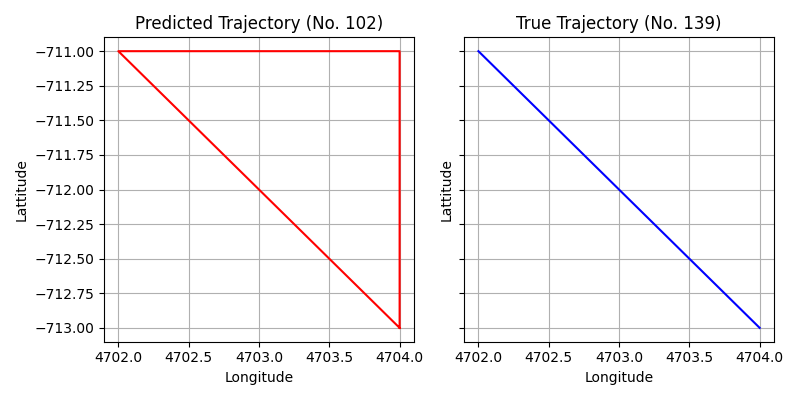 Predicted Trajectory (No. 102)
True Trajectory (No. 139)
Lattitude
−711.00
−711.25
−711.50
−711.75
−712.00
−712.25
−712.50
−712.75
−713.00
4702.0 4702.5 4703.0 4703.5 4704.0
Longitude
Lattitude
4702.0 4702.5 4703.0 4703.5 4704.0
Longitude